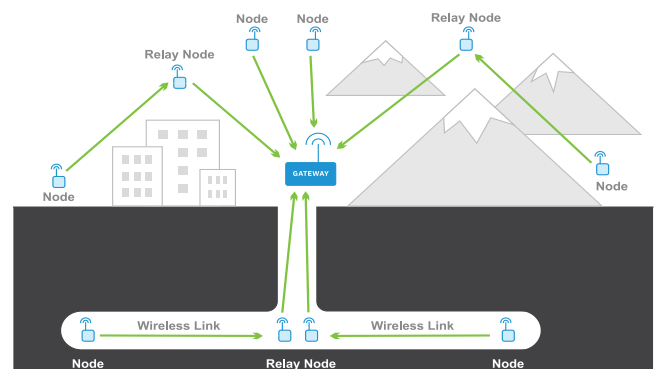 Node
Node
Relay Node
Relay Node
GATEWAY
Node
Node
Wireless Link
Wireless Link
Node
Relay Node
Node